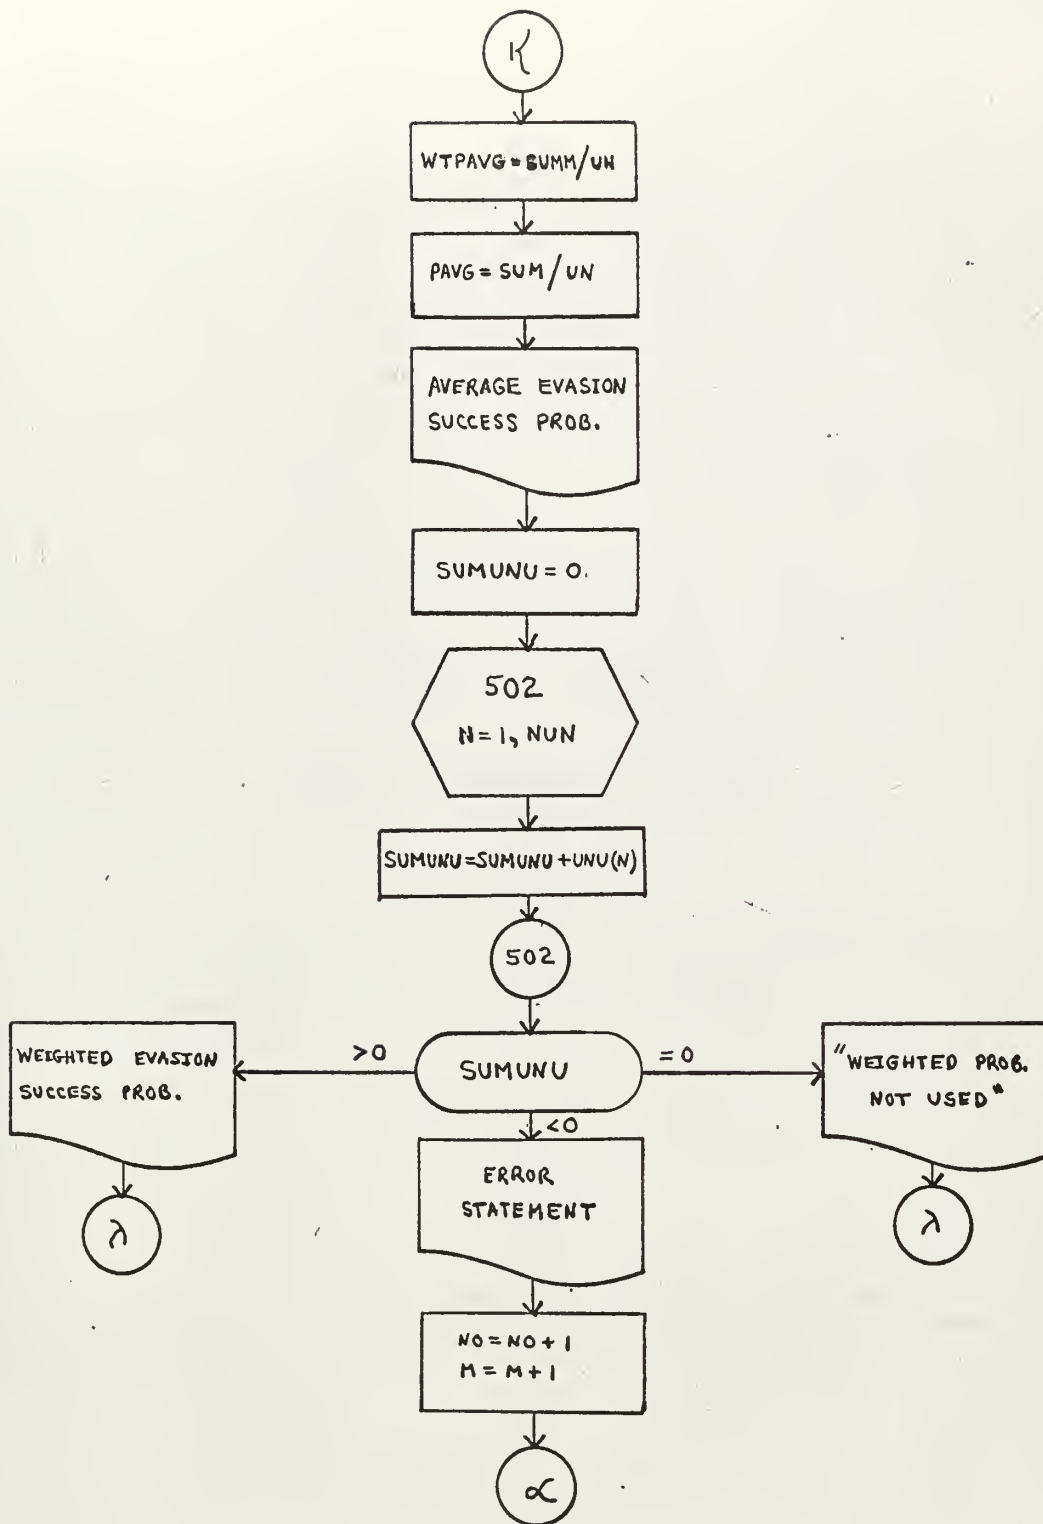 K
WTPAVG = SUMM/UN
PAVG = SUM/UN
AVERAGE EVASION
SUCCESS PROB.
SUMUNU = 0.
502
N = 1, NUN
SUMUNU = SUMUNU + UNU(N)
502
WEIGHTED EVASION
SUCCESS PROB.
>0
SUMUNU
=0
"WEIGHTED PROB.
NOT USED"
<0
ERROR
STATEMENT
λ
λ
NO = NO + 1
M = M + 1
α